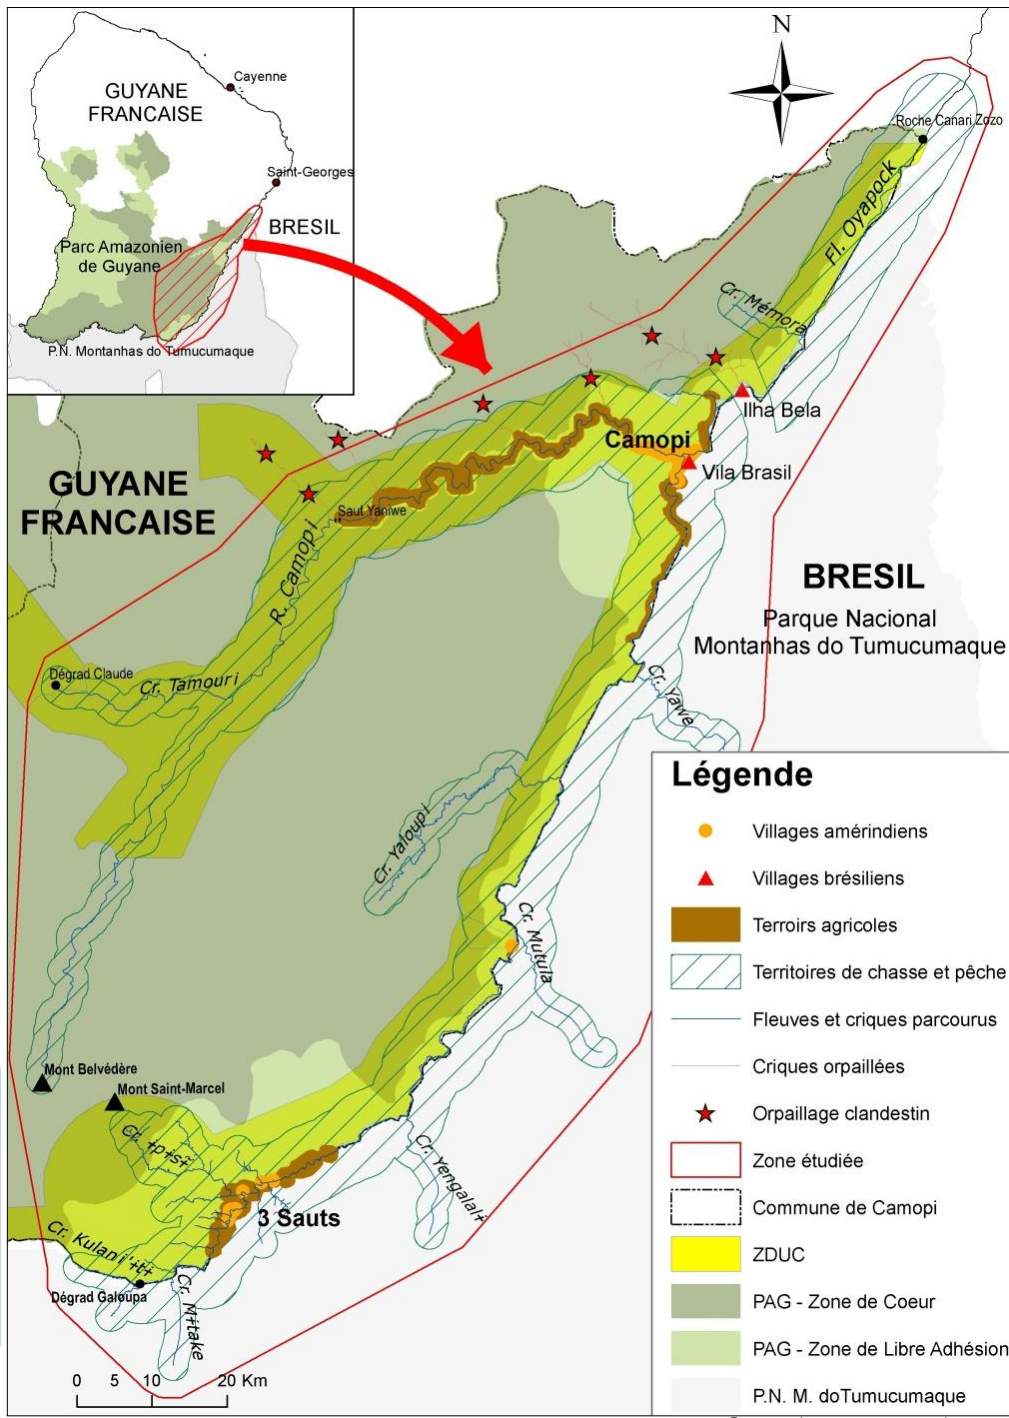 Cayenne
GUYANE
FRANCAISE
Saint-Georges
BRESIL
Parc Amazonien
de Guyane
P.N. Montanhas do Tumucumaque
N
Roche Canari Zozo
Fl. Oyapock
Cr. Mémora
Ilha Bela
Camopi
Vila Brasil
GUYANE
FRANCAISE
Saut Yaniwe
R. Camopi
BRESIL
Parque Nacional
Montanhas do Tumucumaque
Dégrad Claude
Cr. Tamouri
Cr. Yawe
Cr. Yaloupi
Cr. Mutula
Mont Belvédère
Mont Saint-Marcel
Cr. ɨpɨsɨ̃
Cr. Yengalalɨ
3 Sauts
Cr. Kulani'ɨtɨ
Dégrad Galoupa
Cr. Mɨtake
0 5 10 20 Km
Légende
Villages amérindiens
Villages brésiliens
Terroirs agricoles
Territoires de chasse et pêche
Fleuves et criques parcourus
Criques orpaillées
Orpaillage clandestin
Zone étudiée
Commune de Camopi
ZDUC
PAG - Zone de Coeur
PAG - Zone de Libre Adhésion
P.N. M. doTumucumaque